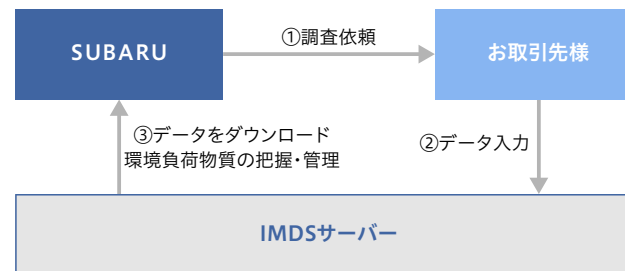 SUBARU
①調査依頼
お取引先様
③データをダウンロード
環境負荷物質の把握・管理
②データ入力
IMDSサーバー